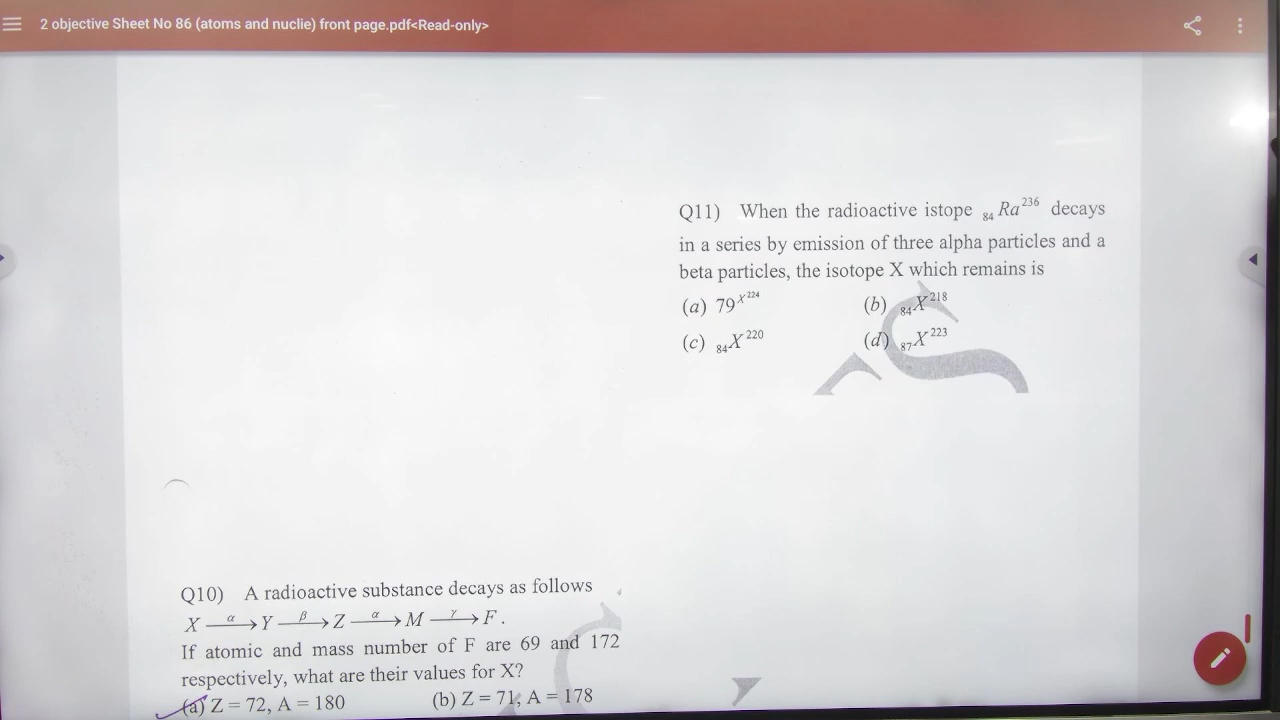 2 objective Sheet No 86 (atoms and nuclie) front page.pdf<Read-only>
Q11) When the radioactive istope ₈₄Ra²³⁶ decays
in a series by emission of three alpha particles and a
beta particles, the isotope X which remains is
(a) 79^X²²⁴ (b) ₈₄X²¹⁸
(c) ₈₄X²²⁰ (d) ₈₇X²²³
Q10) A radioactive substance decays as follows
X —α→ Y —β→ Z —α→ M —γ→ F.
If atomic and mass number of F are 69 and 172
respectively, what are their values for X?
(a) Z = 72, A = 180 (b) Z = 71, A = 178